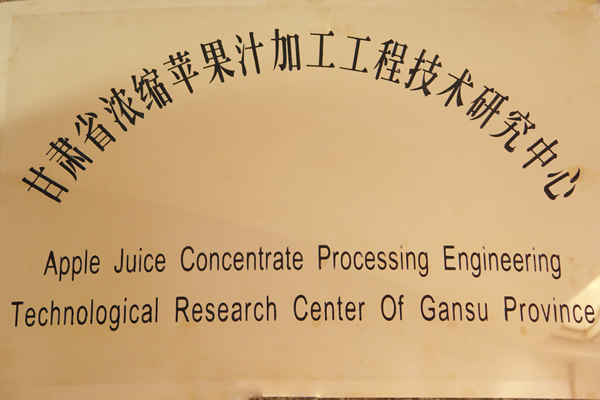 甘肃省浓缩苹果汁加工工程技术研究中心
Apple Juice Concentrate Processing Engineering
Technological Research Center Of Gansu Province